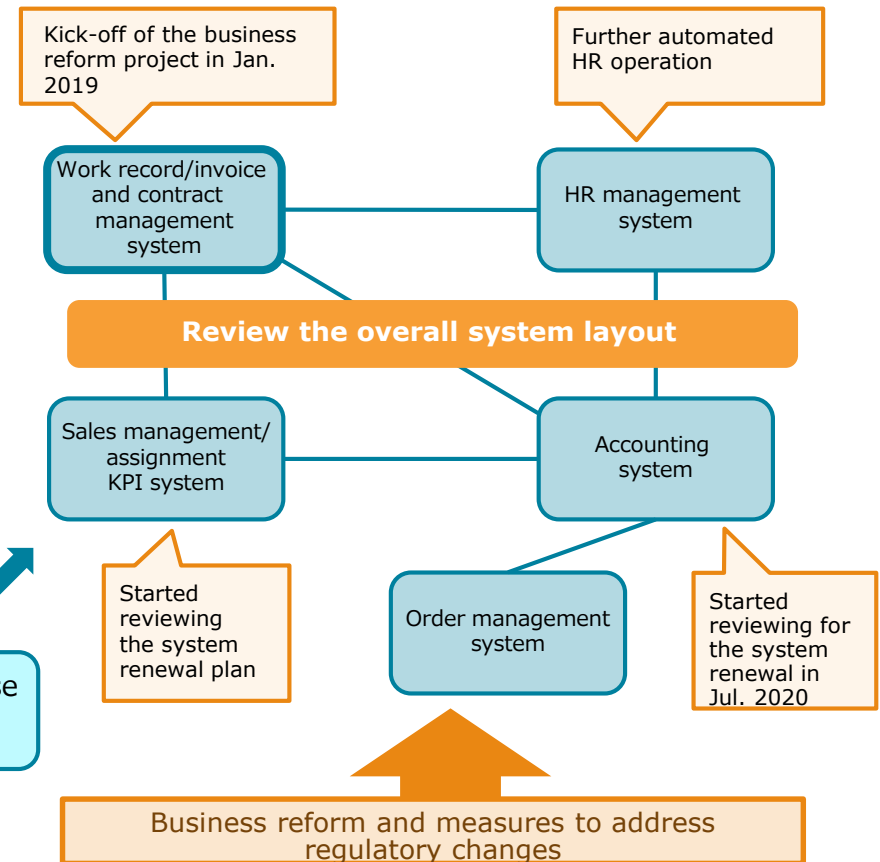 Kick-off of the business
reform project in Jan.
2019
Further automated
HR operation
Work record/invoice
and contract
management
system
HR management
system
Review the overall system layout
Sales management/
assignment
KPI system
Accounting
system
Started
reviewing
the system
renewal plan
Order management
system
Started
reviewing for
the system
renewal in
Jul. 2020
Business reform and measures to address
regulatory changes